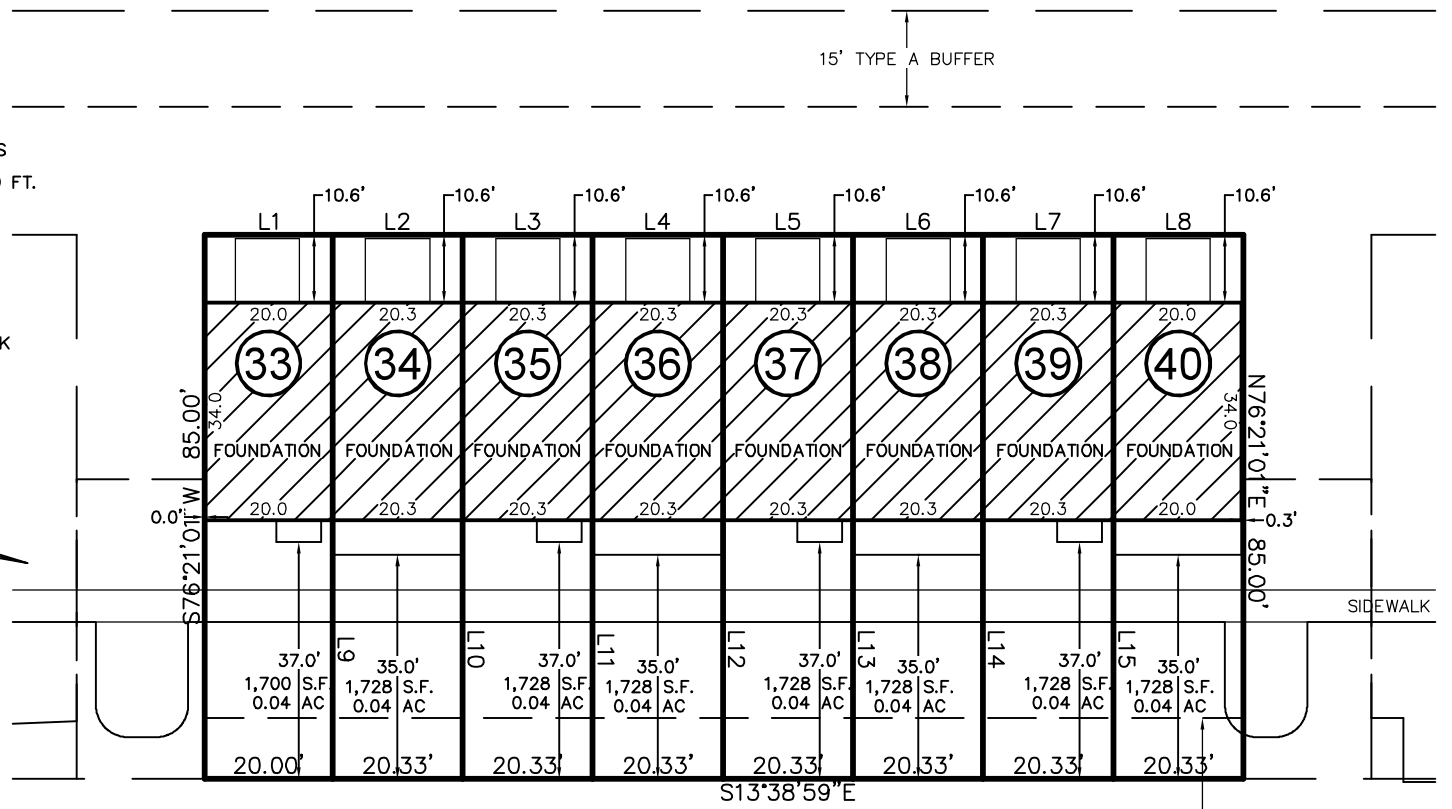 15' TYPE A BUFFER
S
FT.
10.6' 10.6' 10.6' 10.6' 10.6' 10.6' 10.6' 10.6'
L1 L2 L3 L4 L5 L6 L7 L8
20.0 20.3 20.3 20.3 20.3 20.3 20.3 20.0
K
33 34 35 36 37 38 39 40
34.0 34.0
FOUNDATION FOUNDATION FOUNDATION FOUNDATION FOUNDATION FOUNDATION FOUNDATION FOUNDATION
20.0 20.3 20.3 20.3 20.3 20.3 20.3 20.0
0.0' 0.3'
S76°21'01"W 85.00'
N76°21'01"E 85.00'
SIDEWALK
L9 L10 L11 L12 L13 L14 L15
37.0' 35.0' 37.0' 35.0' 37.0' 35.0' 37.0' 35.0'
1,700 S.F. 1,728 S.F. 1,728 S.F. 1,728 S.F. 1,728 S.F. 1,728 S.F. 1,728 S.F. 1,728 S.F.
0.04 AC 0.04 AC 0.04 AC 0.04 AC 0.04 AC 0.04 AC 0.04 AC 0.04 AC
20.00' 20.33' 20.33' 20.33' 20.33' 20.33' 20.33' 20.33'
S13°38'59"E